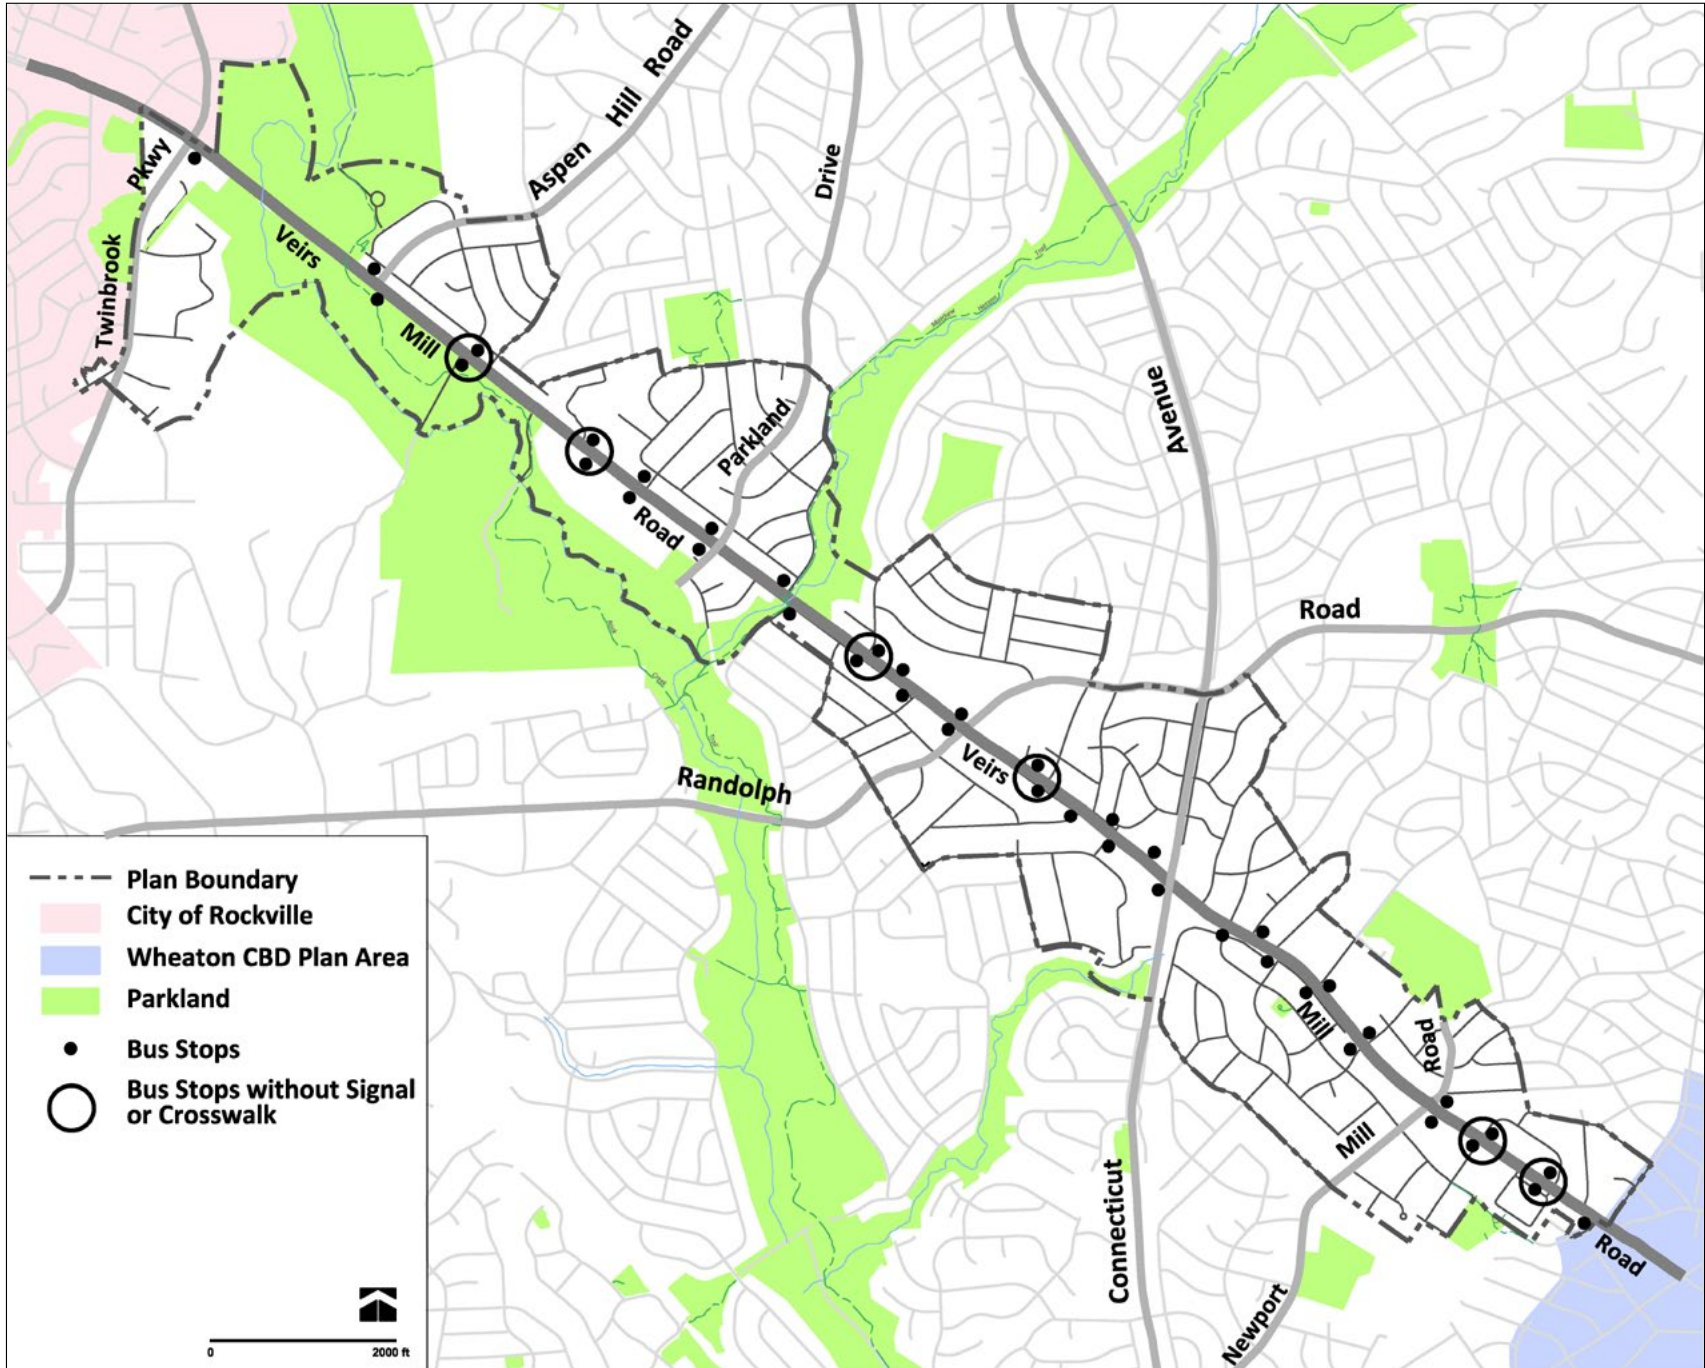 Aspen Hill Road
Drive
Pkwy
Twinbrook
Veirs
Mill
Avenue
Parkland
Road
Road
Randolph
Veirs
Mill
Road
Mill
Connecticut
Newport
Road
Plan Boundary
City of Rockville
Wheaton CBD Plan Area
Parkland
Bus Stops
Bus Stops without Signal
or Crosswalk
0 2000 ft